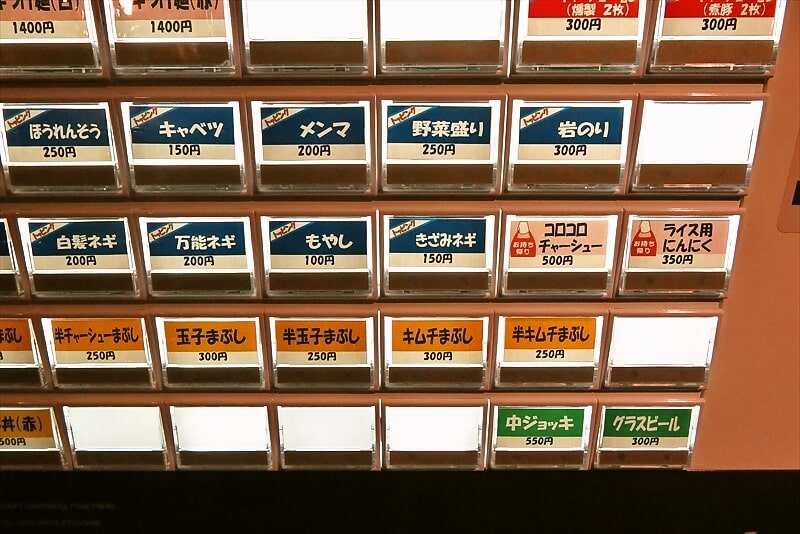 1400円
1400円
(燻製 2枚)
300円
(煮豚 2枚)
300円
トッピング
ほうれんそう
250円
トッピング
キャベツ
150円
トッピング
メンマ
200円
トッピング
野菜盛り
250円
トッピング
岩のり
300円
トッピング
白髪ネギ
200円
トッピング
万能ネギ
200円
トッピング
もやし
100円
トッピング
きざみネギ
150円
お持ち帰り
コロコロ
チャーシュー
500円
お持ち帰り
ライス用
にんにく
350円
まぶし
半チャーシューまぶし
250円
玉子まぶし
300円
半玉子まぶし
250円
キムチまぶし
300円
半キムチまぶし
250円
丼(赤)
500円
中ジョッキ
550円
グラスビール
300円